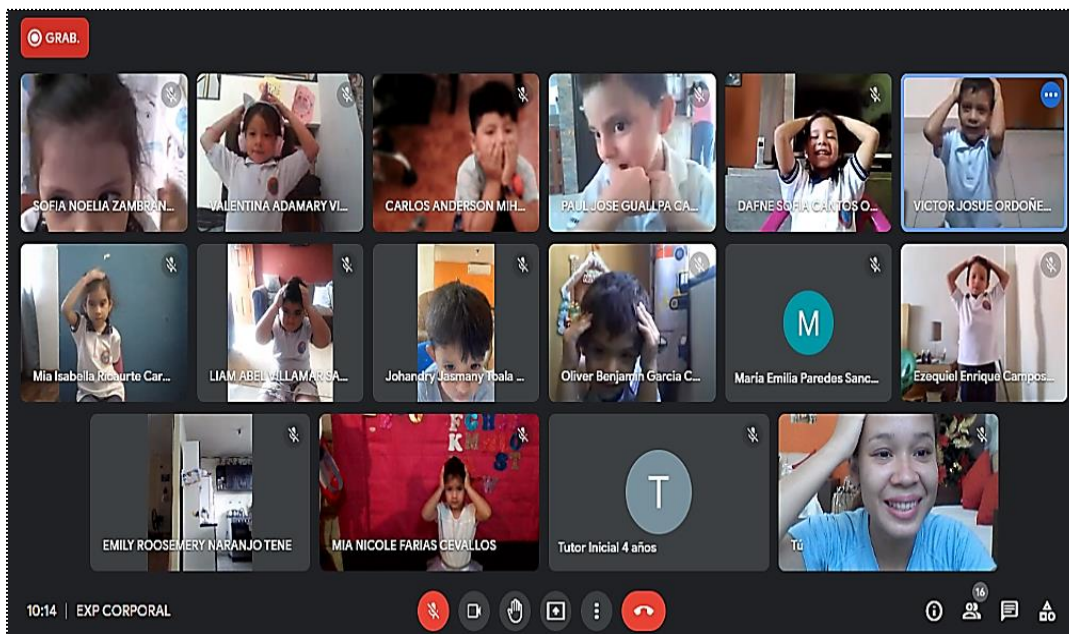 GRAB.
SOFIA NOELIA ZAMBRAN...
VALENTINA ADAMARY VI...
CARLOS ANDERSON MIH...
PAUL JOSE GUALLPA CA...
DAFNE SOFIA CANTOS O...
VICTOR JOSUE ORDOÑE...
Mia Isabella Ricaurte Car...
LIAM ABEL VILLAMAR SA...
Johandry Jasmany Toala ...
Oliver Benjamin Garcia C...
M
Maria Emilia Paredes Sanc...
Ezequiel Enrique Campos...
EMILY ROOSEMERY NARANJO TENE
F
K
MIA NICOLE FARIAS CEVALLOS
T
Tutor Inicial 4 años
Tú
10:14 | EXP CORPORAL
16